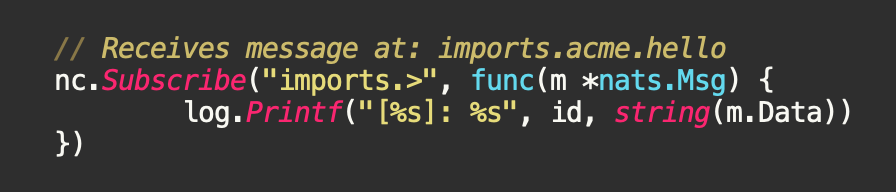 // Receives message at: imports.acme.hello
nc.Subscribe("imports.>", func(m *nats.Msg) {
        log.Printf("[%s]: %s", id, string(m.Data))
})